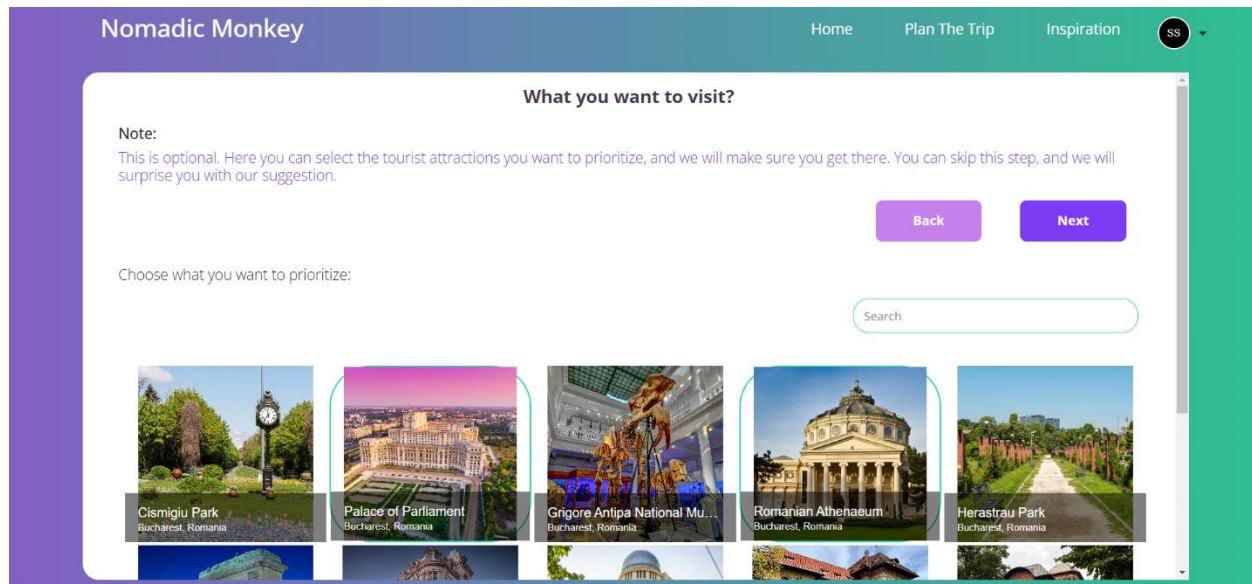 Nomadic Monkey
Home
Plan The Trip
Inspiration
SS
What you want to visit?
Note:
This is optional. Here you can select the tourist attractions you want to prioritize, and we will make sure you get there. You can skip this step, and we will
surprise you with our suggestion.
Back
Next
Choose what you want to prioritize:
Search
Cismigiu Park
Bucharest, Romania
Palace of Parliament
Bucharest, Romania
Grigore Antipa National Mu...
Bucharest, Romania
Romanian Athenaeum
Bucharest, Romania
Herastrau Park
Bucharest, Romania